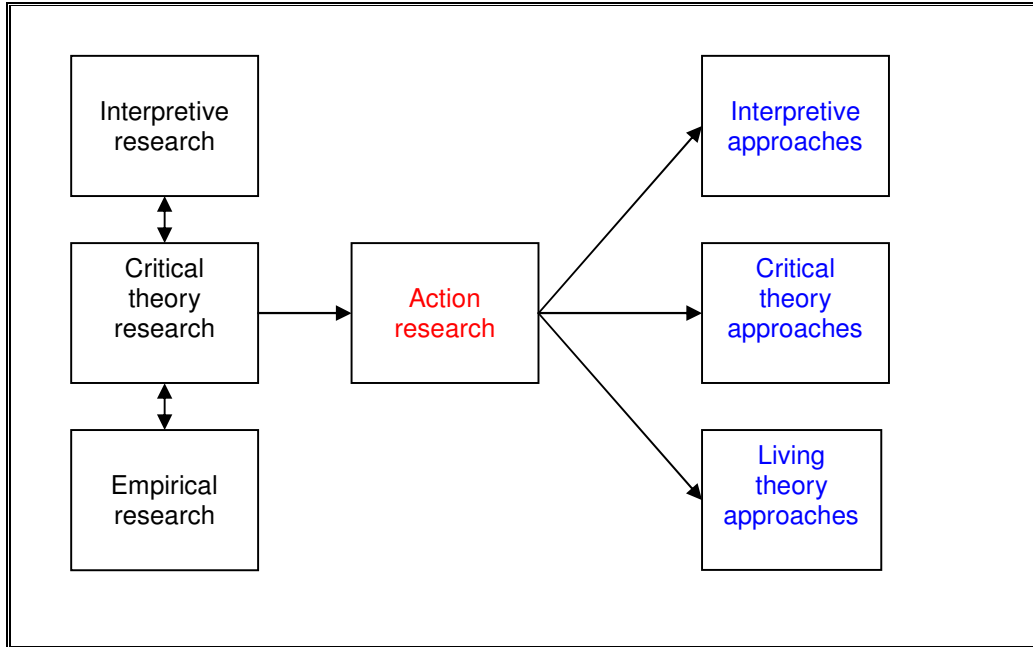 Interpretive
research
Critical
theory
research
Empirical
research
Action
research
Interpretive
approaches
Critical
theory
approaches
Living
theory
approaches